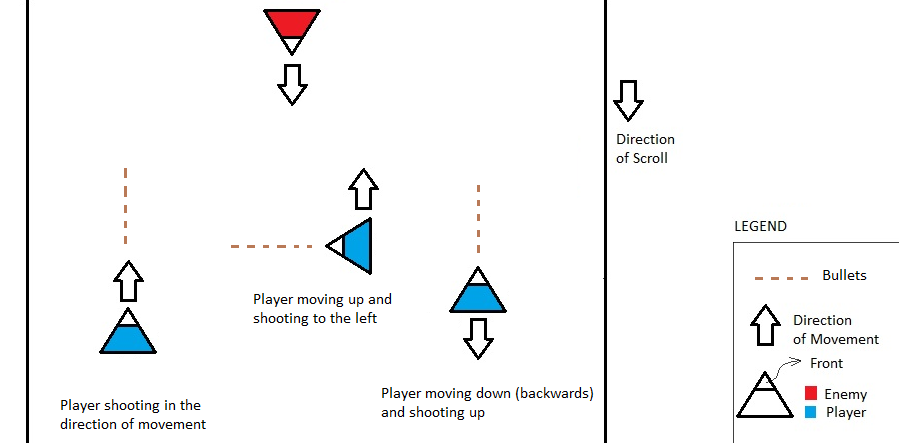 Direction
of Scroll
LEGEND
Bullets
Player moving up and
shooting to the left
Direction
of Movement
Front
Enemy
Player
Player shooting in the
direction of movement
Player moving down (backwards)
and shooting up